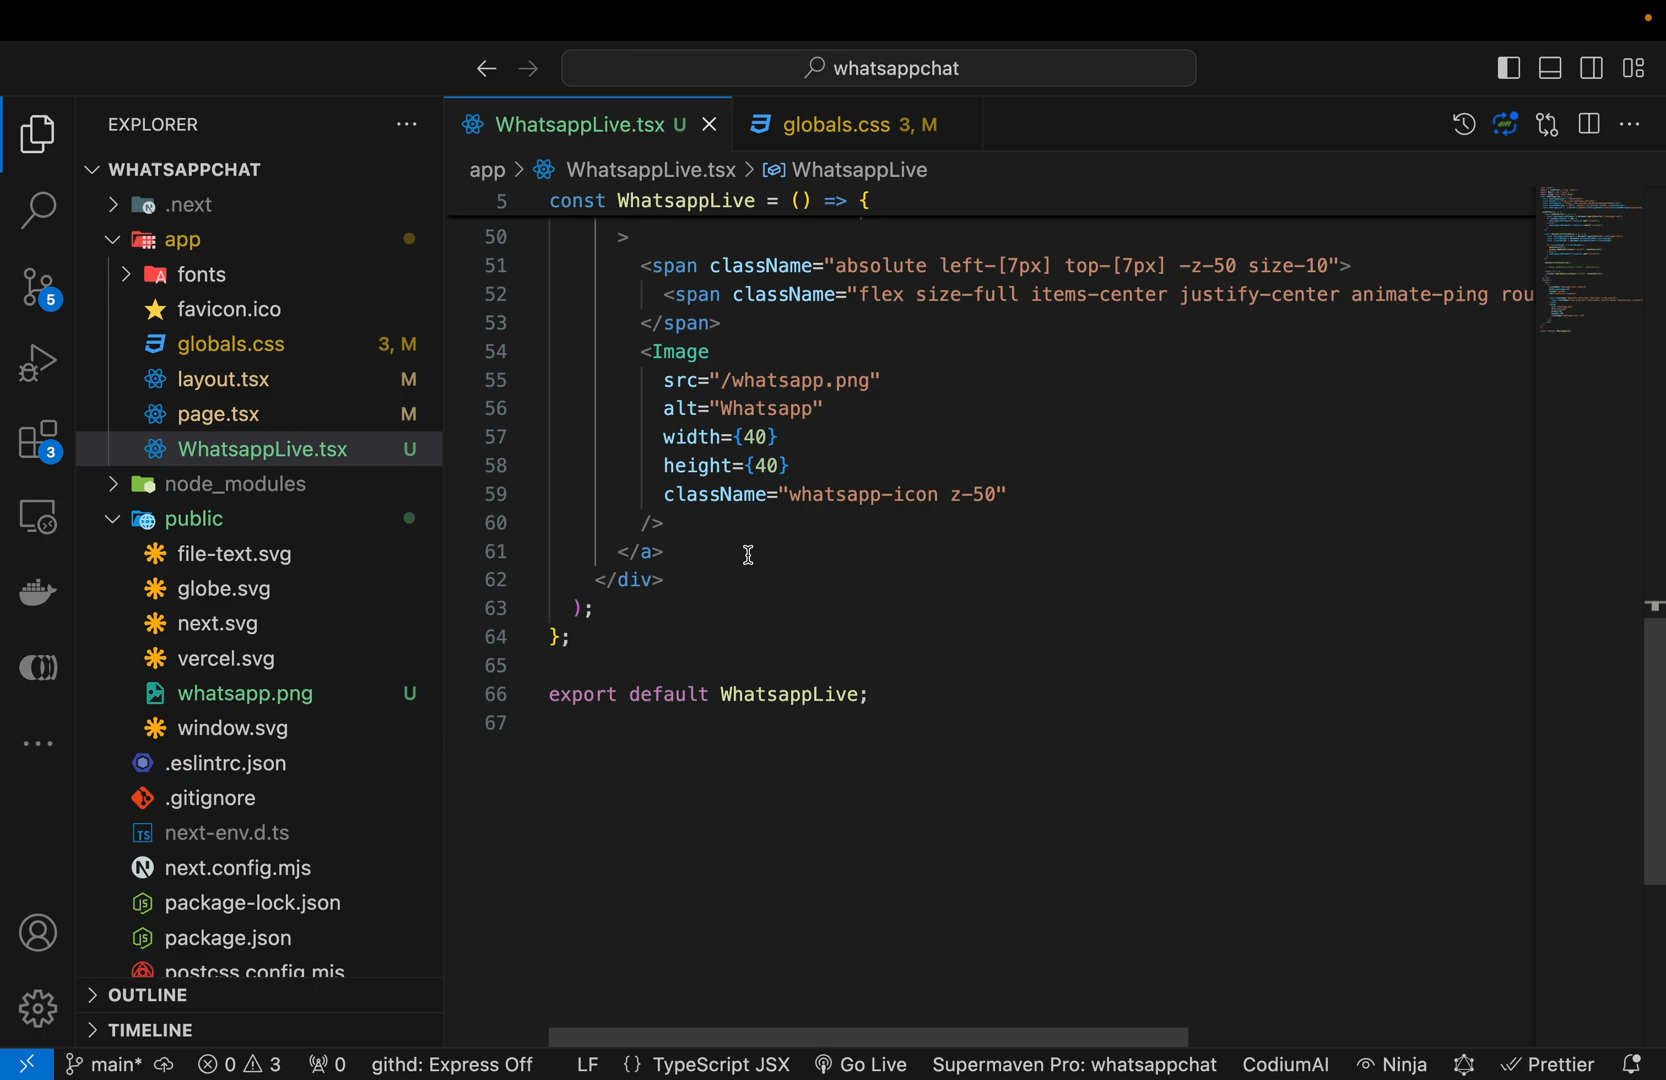 whatsappchat
EXPLORER
WHATSAPPCHAT
.next
app
fonts
favicon.ico
globals.css 3, M
layout.tsx M
page.tsx M
WhatsappLive.tsx U
node_modules
public
file-text.svg
globe.svg
next.svg
vercel.svg
whatsapp.png U
window.svg
.eslintrc.json
.gitignore
next-env.d.ts
next.config.mjs
package-lock.json
package.json
postcss.config.mjs
OUTLINE
TIMELINE
5
3
WhatsappLive.tsx U
globals.css 3, M
app > WhatsappLive.tsx > WhatsappLive
5 const WhatsappLive = () => {
50 >
51 <span className="absolute left-[7px] top-[7px] -z-50 size-10">
52 <span className="flex size-full items-center justify-center animate-ping rou
53 </span>
54 <Image
55 src="/whatsapp.png"
56 alt="Whatsapp"
57 width={40}
58 height={40}
59 className="whatsapp-icon z-50"
60 />
61 </a>
62 </div>
63 );
64 };
65
66 export default WhatsappLive;
67
main* 0 3 0 githd: Express Off LF {} TypeScript JSX Go Live Supermaven Pro: whatsappchat CodiumAI Ninja Prettier